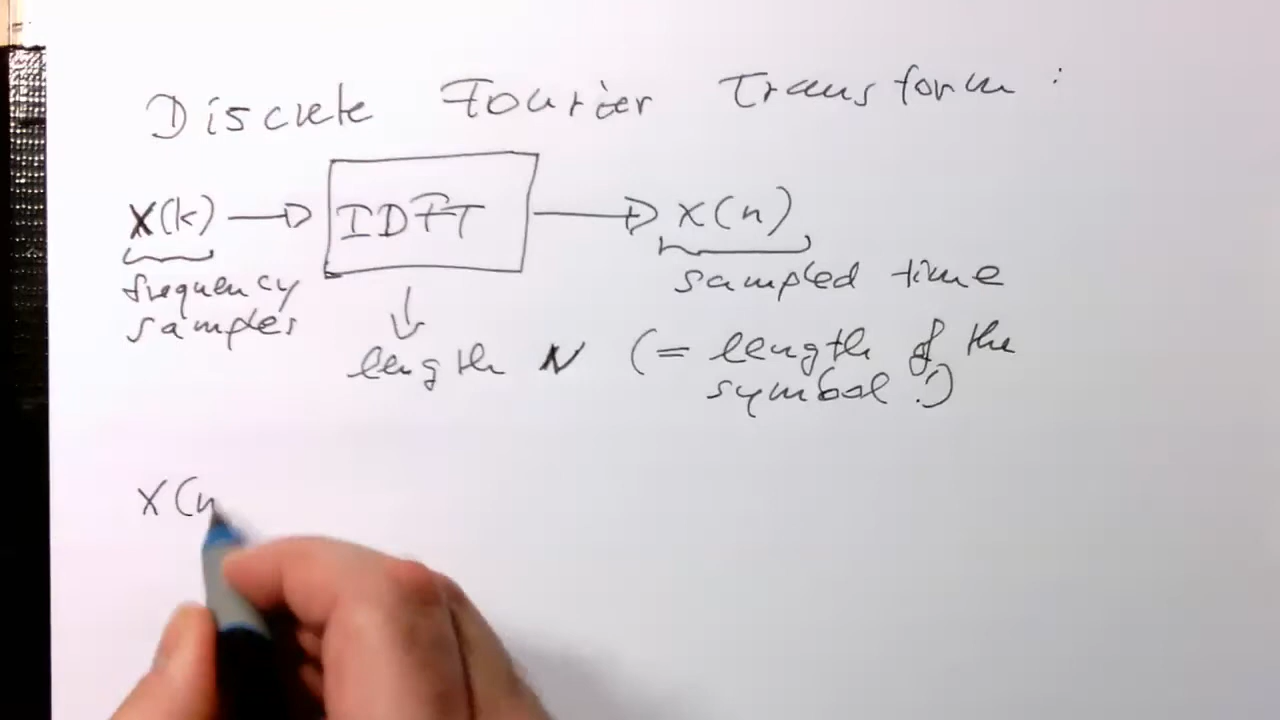 Discrete Fourier Transform :
X(k) → IDFT → x(n)
frequency
samples
sampled time
↓
length N (= length of the
symbol !)
x(n